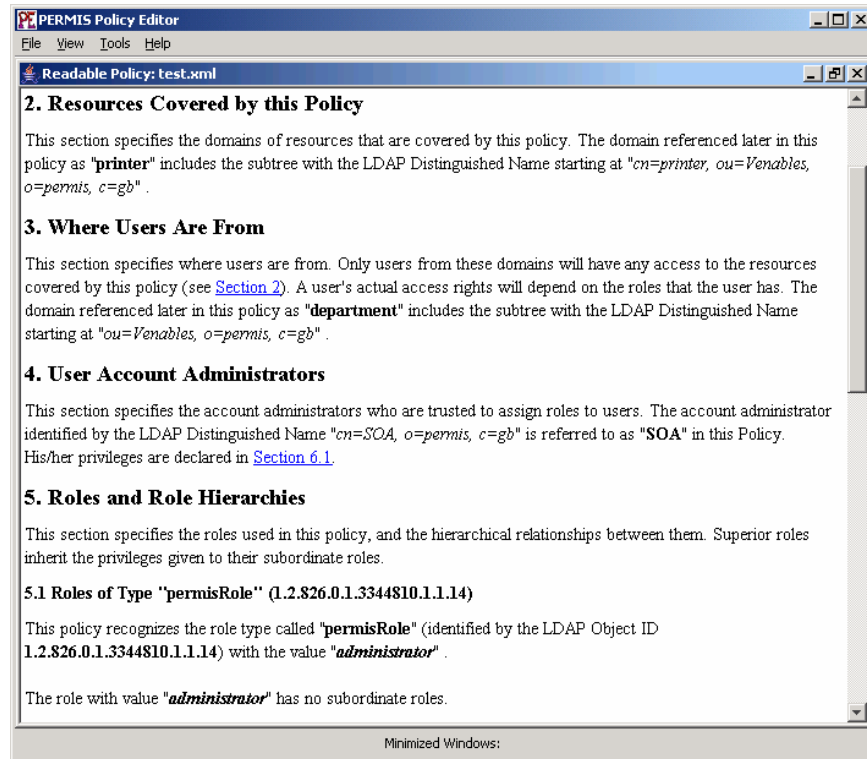 PERMIS Policy Editor
File View Tools Help
Readable Policy: test.xml
2. Resources Covered by this Policy
This section specifies the domains of resources that are covered by this policy. The domain referenced later in this
policy as "printer" includes the subtree with the LDAP Distinguished Name starting at "cn=printer, ou=Venables,
o=permis, c=gb" .
3. Where Users Are From
This section specifies where users are from. Only users from these domains will have any access to the resources
covered by this policy (see Section 2). A user's actual access rights will depend on the roles that the user has. The
domain referenced later in this policy as "department" includes the subtree with the LDAP Distinguished Name
starting at "ou=Venables, o=permis, c=gb" .
4. User Account Administrators
This section specifies the account administrators who are trusted to assign roles to users. The account administrator
identified by the LDAP Distinguished Name "cn=SOA, o=permis, c=gb" is referred to as "SOA" in this Policy.
His/her privileges are declared in Section 6.1.
5. Roles and Role Hierarchies
This section specifies the roles used in this policy, and the hierarchical relationships between them. Superior roles
inherit the privileges given to their subordinate roles.
5.1 Roles of Type "permisRole" (1.2.826.0.1.3344810.1.1.14)
This policy recognizes the role type called "permisRole" (identified by the LDAP Object ID
1.2.826.0.1.3344810.1.1.14) with the value "administrator" .
The role with value "administrator" has no subordinate roles.
Minimized Windows: